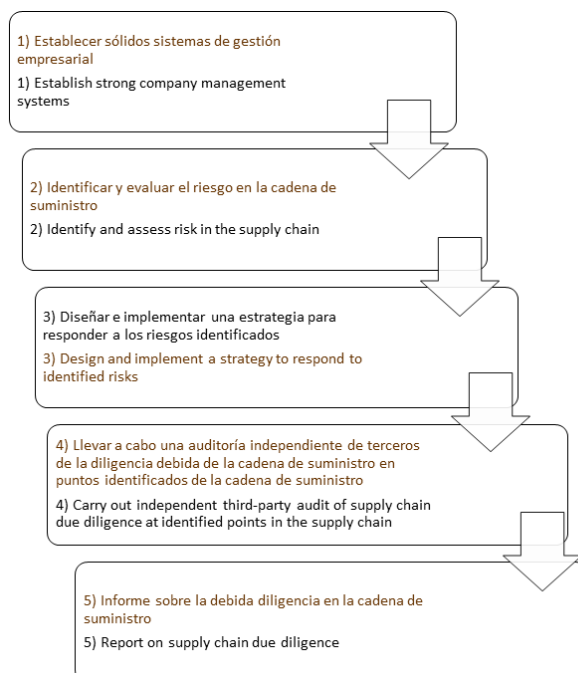 1) Establecer sólidos sistemas de gestión
empresarial
1) Establish strong company management
systems
2) Identificar y evaluar el riesgo en la cadena de
suministro
2) Identify and assess risk in the supply chain
3) Diseñar e implementar una estrategia para
responder a los riesgos identificados
3) Design and implement a strategy to respond to
identified risks
4) Llevar a cabo una auditoría independiente de terceros
de la diligencia debida de la cadena de suministro en
puntos identificados de la cadena de suministro
4) Carry out independent third-party audit of supply chain
due diligence at identified points in the supply chain
5) Informe sobre la debida diligencia en la cadena de
suministro
5) Report on supply chain due diligence